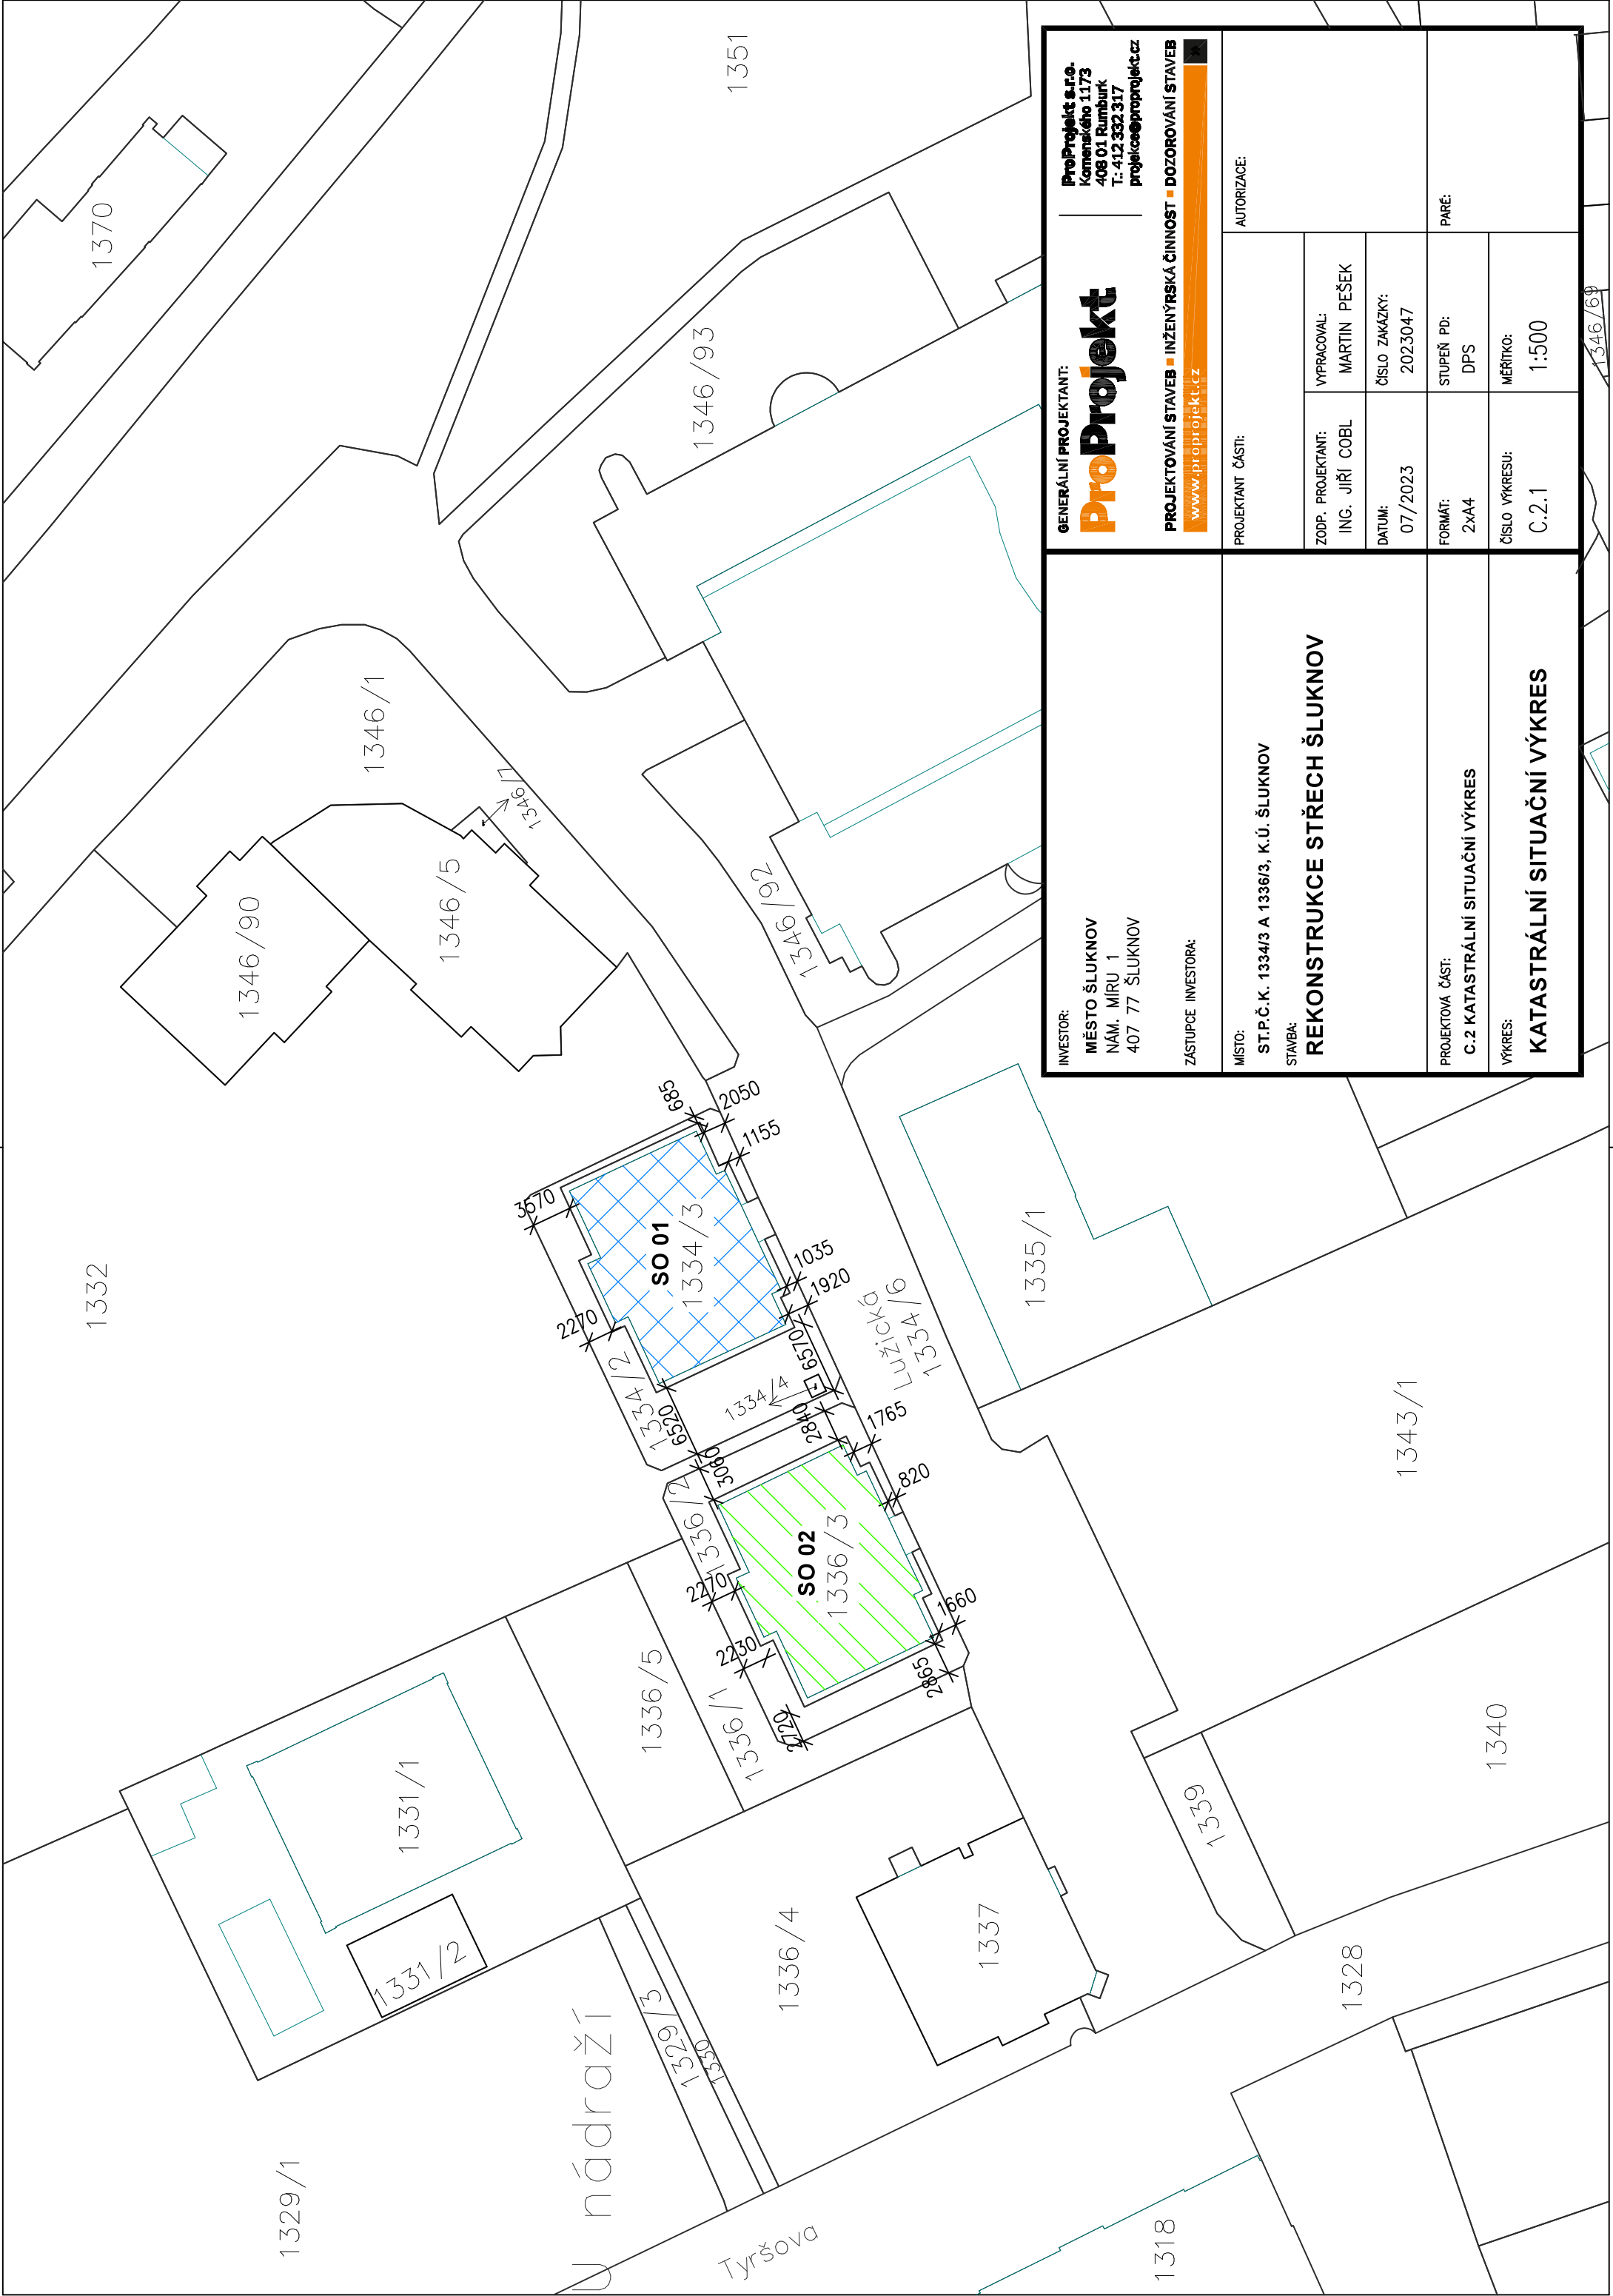 GENERÁLNÍ PROJEKTANT:
ProProjekt
ProProjekt s.r.o.
Komenského 1173
408 01 Rumburk
T.: 412 332 317
projekce@proprojekt.cz
PROJEKTOVÁNÍ STAVEB ▪ INŽENÝRSKÁ ČINNOST ▪ DOZOROVÁNÍ STAVEB
www.proprojekt.cz »
INVESTOR:
MĚSTO ŠLUKNOV
NÁM. MÍRU 1
407 77 ŠLUKNOV
ZÁSTUPCE INVESTORA:
MÍSTO:
ST.P.Č.K. 1334/3 A 1336/3, K.Ú. ŠLUKNOV
STAVBA:
REKONSTRUKCE STŘECH ŠLUKNOV
PROJEKTOVÁ ČÁST:
C.2 KATASTRÁLNÍ SITUAČNÍ VÝKRES
VÝKRES:
KATASTRÁLNÍ SITUAČNÍ VÝKRES
PROJEKTANT ČÁSTI:
AUTORIZACE:
ZODP. PROJEKTANT:
ING. JIŘÍ COBL
VYPRACOVAL:
MARTIN PEŠEK
DATUM:
07/2023
ČÍSLO ZAKÁZKY:
2023047
FORMÁT:
2xA4
STUPEŇ PD:
DPS
PARÉ:
ČÍSLO VÝKRESU:
C.2.1
MĚŘÍTKO:
1:500
1329/1
1331/1
1331/2
1332
1370
1351
1346/90
1346/5
1346/1
1346/7
1346/93
1346/92
1346/69
U nádraží
1329/3
1330
1336/5
1336/1
1336/2
1336/4
1337
Tyršova
1318
1328
1339
1340
1343/1
1335/1
Lužická
1334/6
1334/2
1334/4
SO 01
1334/3
SO 02
1336/3
3570
2270
685
2050
1155
1035
1920
6570
6520
3060
2840
1765
820
2270
2230
2720
2865
1660